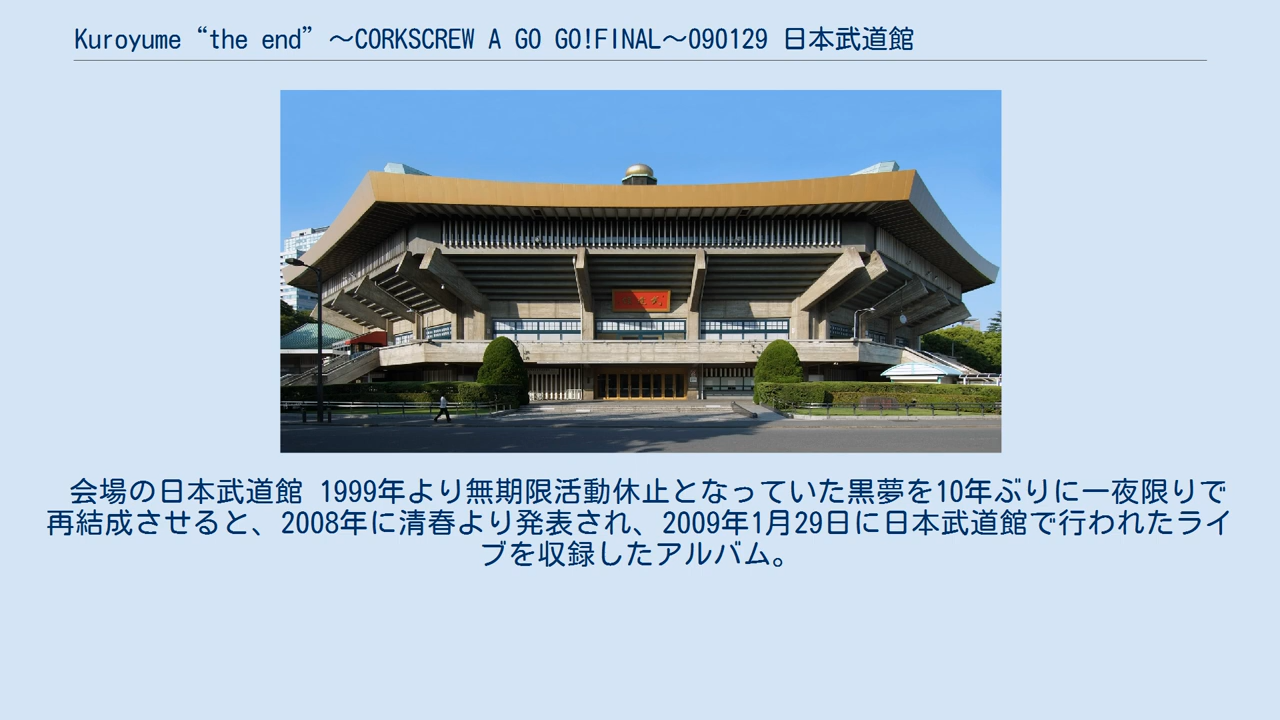 Kuroyume “the end” ～CORKSCREW A GO GO!FINAL～090129 日本武道館
会場の日本武道館 1999年より無期限活動休止となっていた黒夢を10年ぶりに一夜限りで
再結成させると、2008年に清春より発表され、2009年1月29日に日本武道館で行われたライ
ブを収録したアルバム。